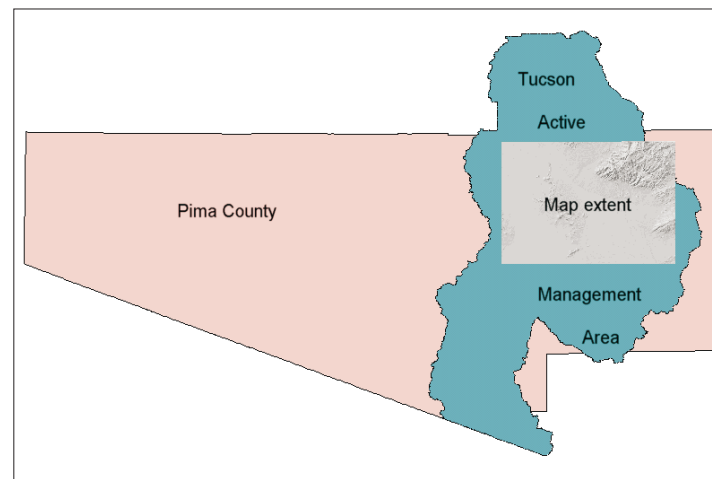 Tucson
Active
Pima County
Map extent
Management
Area